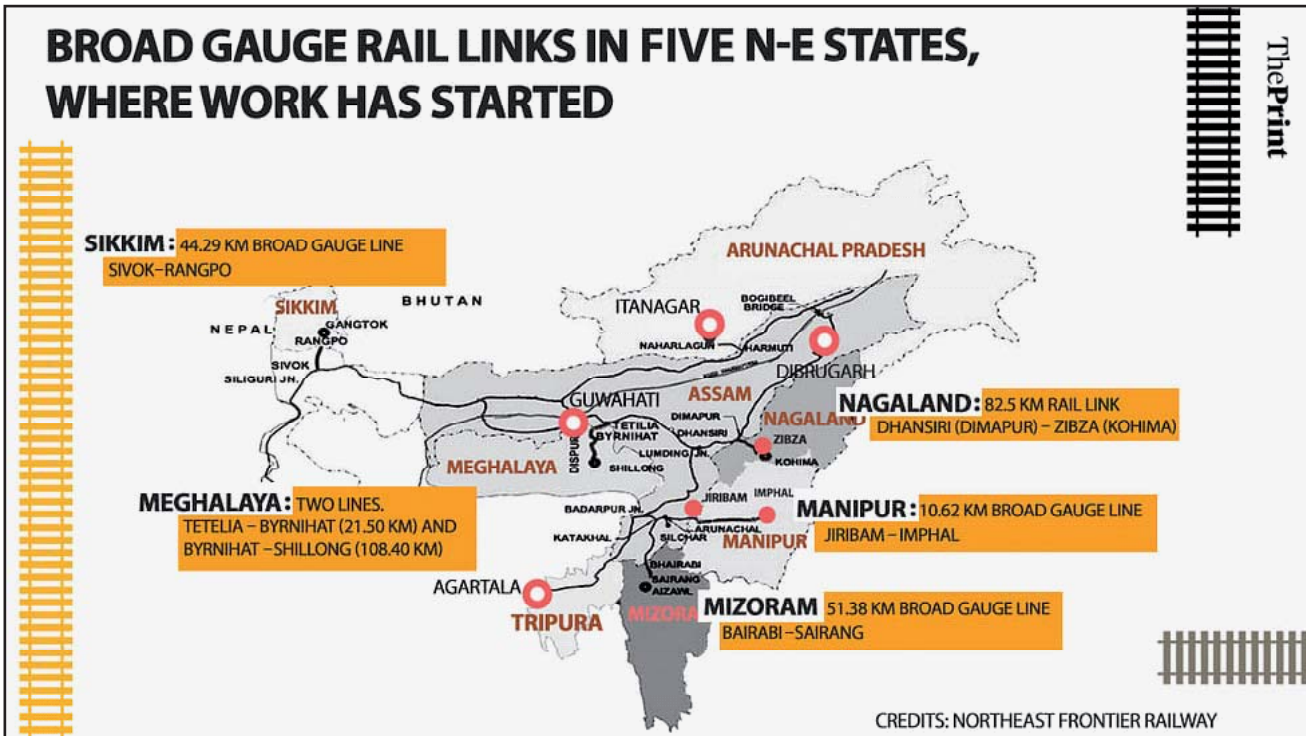 BROAD GAUGE RAIL LINKS IN FIVE N-E STATES,
WHERE WORK HAS STARTED
ThePrint
SIKKIM: 44.29 KM BROAD GAUGE LINE
SIVOK–RANGPO
ARUNACHAL PRADESH
SIKKIM
BHUTAN
NEPAL
GANGTOK
RANGPO
SIVOK
SILIGURI JN.
ITANAGAR
BOGIBEEL
BRIDGE
NAHARLAGUN
HARMUTI
DIBRUGARH
GUWAHATI
ASSAM
NAGALAND: 82.5 KM RAIL LINK
DHANSIRI (DIMAPUR) – ZIBZA (KOHIMA)
DIMAPUR
NAGALAND
TETILIA
BYRNIHAT
DHANSIRI
ZIBZA
LUMDING JN.
KOHIMA
DISPUR
SHILLONG
MEGHALAYA
MEGHALAYA: TWO LINES.
TETELIA – BYRNIHAT (21.50 KM) AND
BYRNIHAT –SHILLONG (108.40 KM)
JIRIBAM
IMPHAL
MANIPUR: 10.62 KM BROAD GAUGE LINE
JIRIBAM – IMPHAL
BADARPUR JN.
ARUNACHAL
KATAKHAL
SILCHAR
MANIPUR
BHAIRABI
SAIRANG
AIZAWL
AGARTALA
TRIPURA
MIZORA
MIZORAM 51.38 KM BROAD GAUGE LINE
BAIRABI –SAIRANG
CREDITS: NORTHEAST FRONTIER RAILWAY